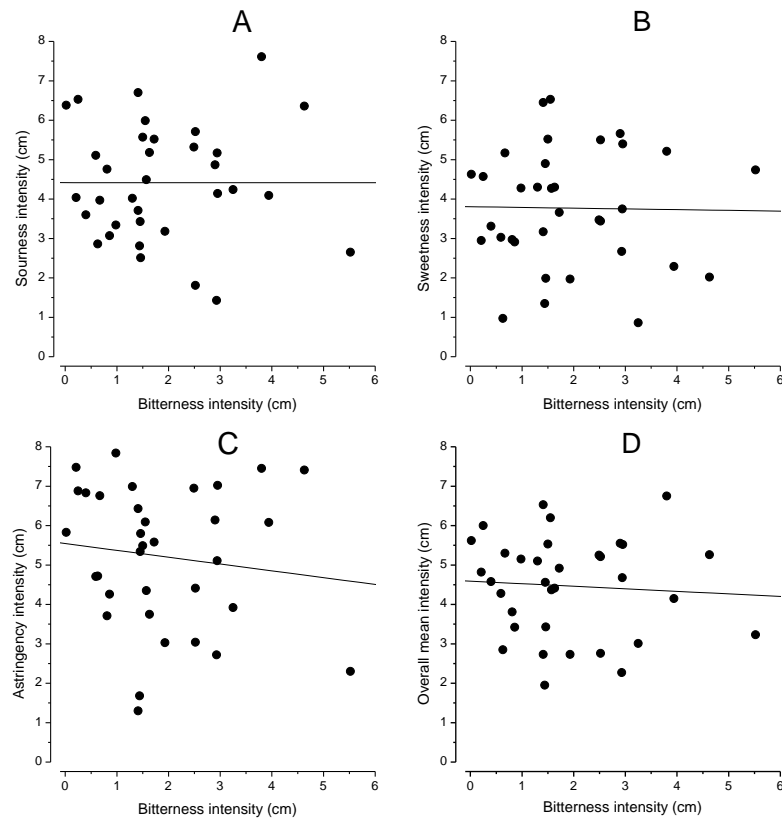 A
Sourness intensity (cm)
8
7
6
5
4
3
2
1
0
0 1 2 3 4 5 6
Bitterness intensity (cm)
B
Sweetness intensity (cm)
8
7
6
5
4
3
2
1
0
0 1 2 3 4 5 6
Bitterness intensity (cm)
C
Astringency intensity (cm)
8
7
6
5
4
3
2
1
0
0 1 2 3 4 5 6
Bitterness intensity (cm)
D
Overall mean intensity (cm)
8
7
6
5
4
3
2
1
0
0 1 2 3 4 5 6
Bitterness intensity (cm)